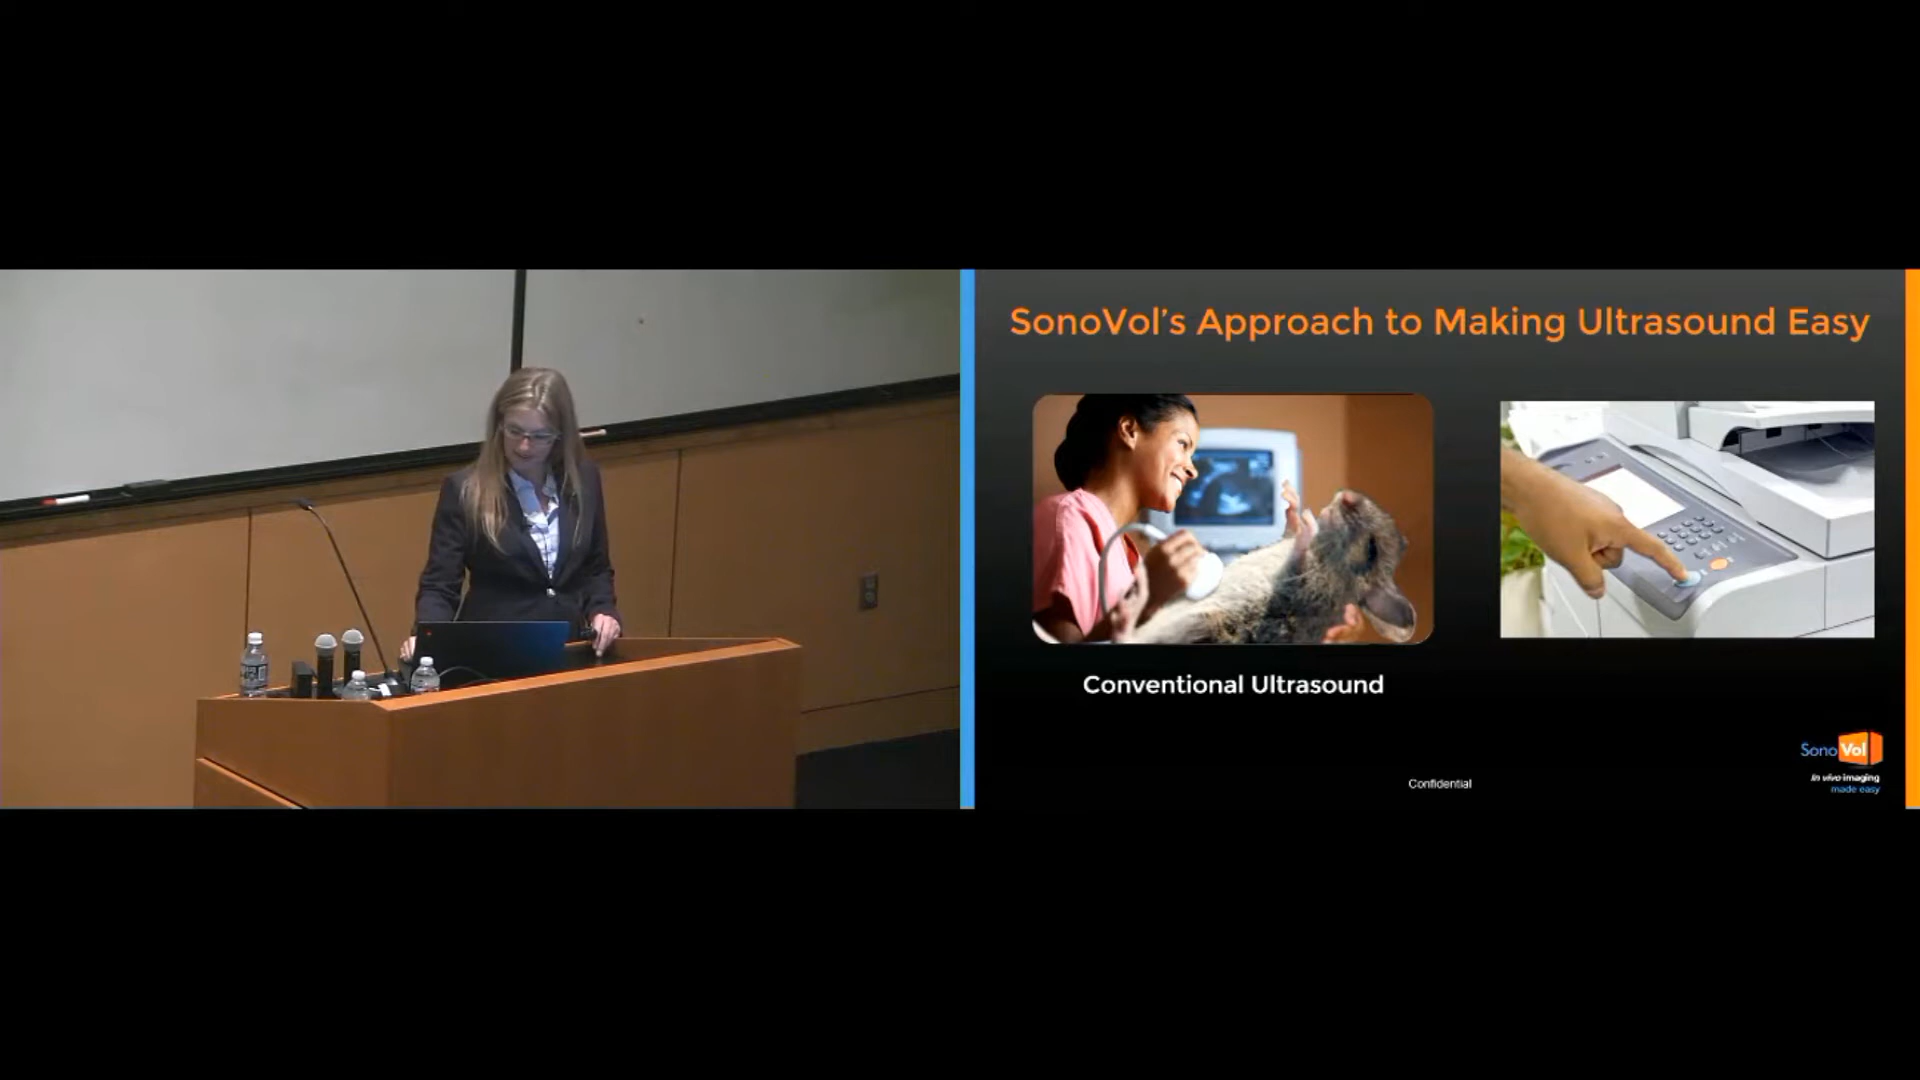 SonoVol's Approach to Making Ultrasound Easy
Conventional Ultrasound
SonoVol
In vivo imaging
made easy
Confidential